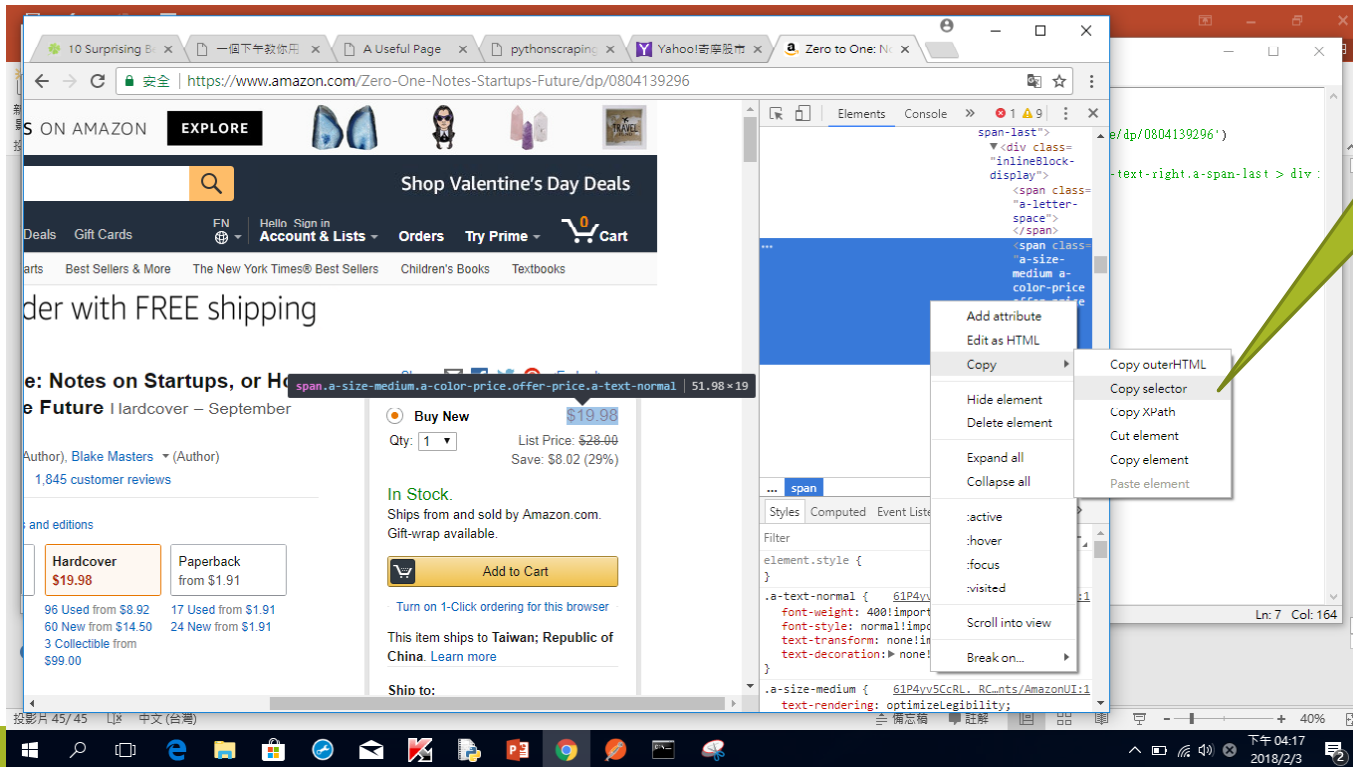 10 Surprising Be
一個下午教你用
A Useful Page
pythonscraping
Yahoo!奇摩股市
Zero to One: No
安全
https://www.amazon.com/Zero-One-Notes-Startups-Future/dp/0804139296
S ON AMAZON
EXPLORE
TRAVEL
Shop Valentine's Day Deals
Deals
Gift Cards
EN
Hello. Sign in
Account & Lists
Orders
Try Prime
0
Cart
arts
Best Sellers & More
The New York Times® Best Sellers
Children's Books
Textbooks
der with FREE shipping
e: Notes on Startups, or Ho
e Future Hardcover – September
span.a-size-medium.a-color-price.offer-price.a-text-normal | 51.98×19
Author), Blake Masters (Author)
1,845 customer reviews
s and editions
Hardcover
$19.98
Paperback
from $1.91
96 Used from $8.92
60 New from $14.50
3 Collectible from
$99.00
17 Used from $1.91
24 New from $1.91
Buy New
$19.98
Qty: 1
List Price: $28.00
Save: $8.02 (29%)
In Stock.
Ships from and sold by Amazon.com.
Gift-wrap available.
Add to Cart
Turn on 1-Click ordering for this browser
This item ships to Taiwan; Republic of
China. Learn more
Ship to:
Elements
Console
»
1
9
span-last">
▼<div class=
"inlineBlock-
display">
<span class=
"a-letter-
space">
</span>
...
<span class=
"a-size-
medium a-
color-price
offer-price
Add attribute
Edit as HTML
Copy
Hide element
Delete element
Expand all
Collapse all
:active
:hover
:focus
:visited
Scroll into view
Break on...
Copy outerHTML
Copy selector
Copy XPath
Cut element
Copy element
Paste element
...
span
Styles
Computed
Event Liste
Filter
element.style {
}
.a-text-normal {
61P4yv
:1
font-weight: 400!import
font-style: normal!impo
text-transform: none!im
text-decoration:▶ none!
}
.a-size-medium {
61P4yv5CcRL._RC…nts/AmazonUI:1
text-rendering: optimizeLegibility;
e/dp/0804139296')
-text-right.a-span-last > div :
Ln: 7 Col: 164
投影片 45/45
中文(台灣)
備忘稿
註解
40%
下午 04:17
2018/2/3
2